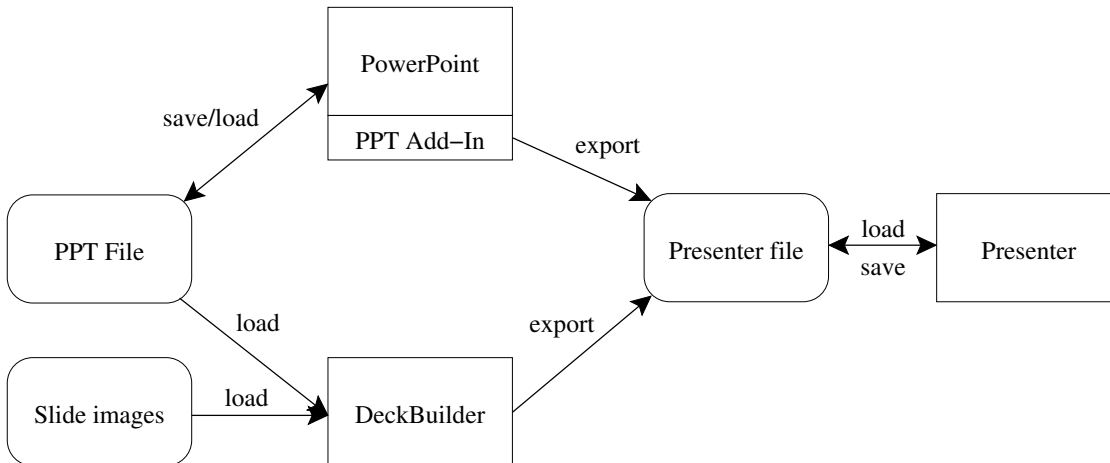 PowerPoint
save/load
PPT Add−In
export
PPT File
Presenter file
load
save
Presenter
load
export
Slide images
load
DeckBuilder